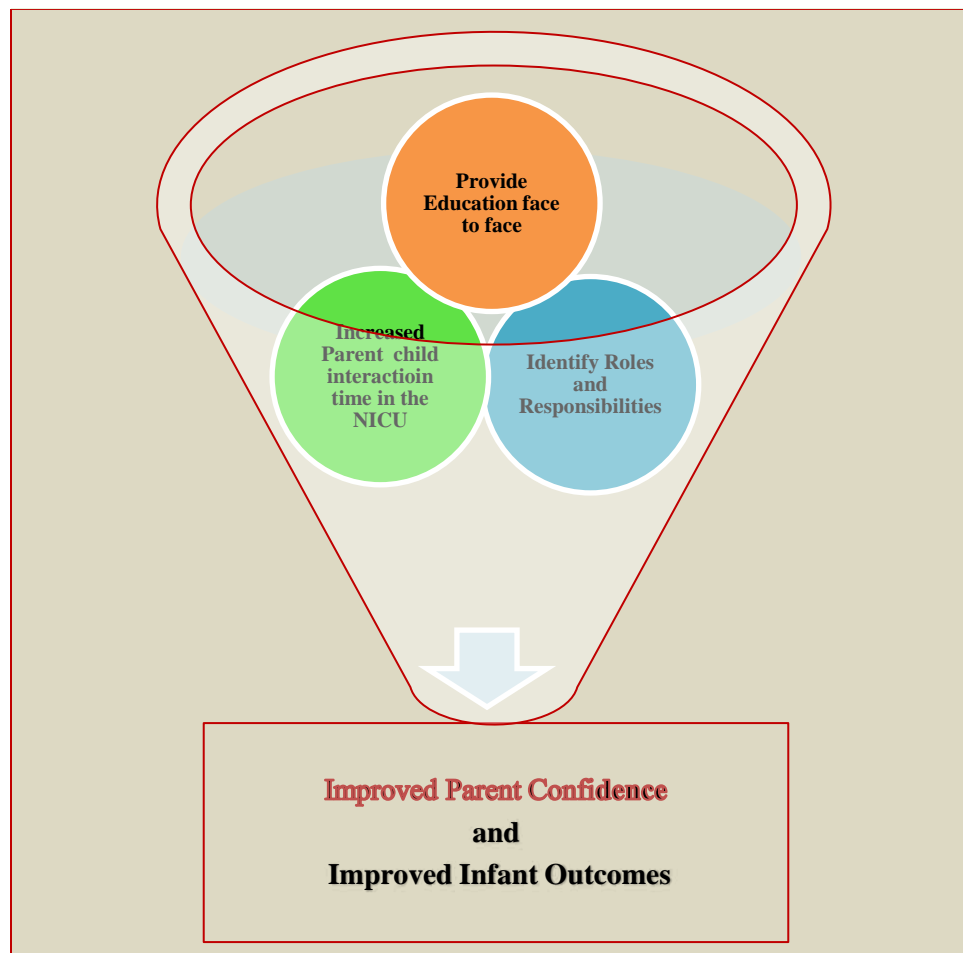 Provide
Education face
to face
Increased
Parent child
interactioin
time in the
NICU
Identify Roles
and
Responsibilities
Improved Parent Confidence
and
Improved Infant Outcomes